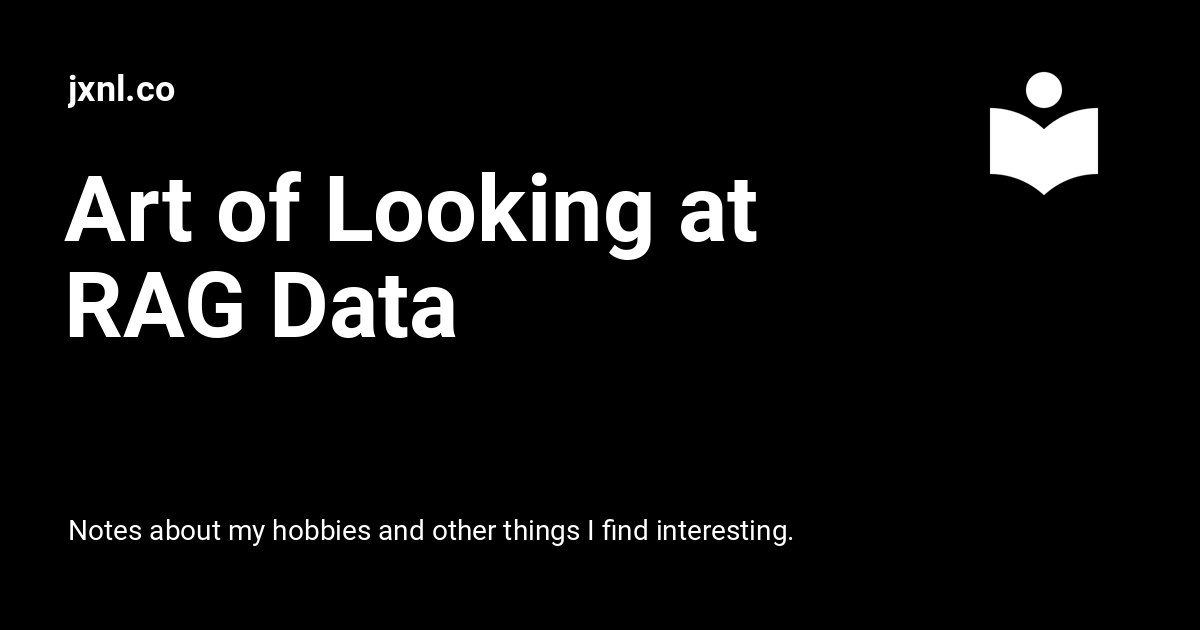 jxnl.co
Art of Looking at
RAG Data
Notes about my hobbies and other things I find interesting.